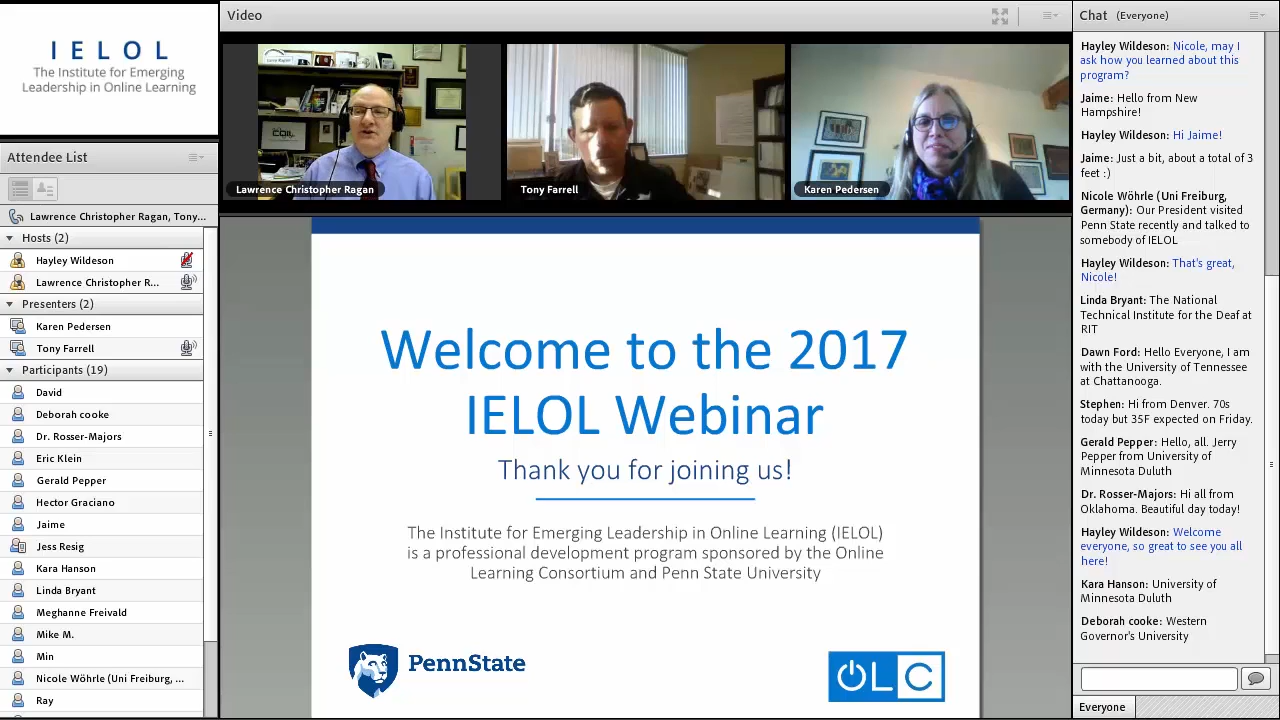 I E L O L
The Institute for Emerging
Leadership in Online Learning
Attendee List
Lawrence Christopher Ragan, Tony...
Hosts (2)
Hayley Wildeson
Lawrence Christopher R...
Presenters (2)
Karen Pedersen
Tony Farrell
Participants (19)
David
Deborah cooke
Dr. Rosser-Majors
Eric Klein
Gerald Pepper
Hector Graciano
Jaime
Jess Resig
Kara Hanson
Linda Bryant
Meghanne Freivald
Mike M.
Min
Nicole Wöhrle (Uni Freiburg, ...
Ray
Video
Lawrence Christopher Ragan
Tony Farrell
Karen Pedersen
Welcome to the 2017
IELOL Webinar
Thank you for joining us!
The Institute for Emerging Leadership in Online Learning (IELOL)
is a professional development program sponsored by the Online
Learning Consortium and Penn State University
PennState
OLC
Chat (Everyone)
Hayley Wildeson: Nicole, may I
ask how you learned about this
program?
Jaime: Hello from New
Hampshire!
Hayley Wildeson: Hi Jaime!
Jaime: Just a bit, about a total of 3
feet :)
Nicole Wöhrle (Uni Freiburg,
Germany): Our President visited
Penn State recently and talked to
somebody of IELOL
Hayley Wildeson: That's great,
Nicole!
Linda Bryant: The National
Technical Institute for the Deaf at
RIT
Dawn Ford: Hello Everyone, I am
with the University of Tennessee
at Chattanooga.
Stephen: Hi from Denver. 70s
today but 35F expected on Friday.
Gerald Pepper: Hello, all. Jerry
Pepper from University of
Minnesota Duluth
Dr. Rosser-Majors: Hi all from
Oklahoma. Beautiful day today!
Hayley Wildeson: Welcome
everyone, so great to see you all
here!
Kara Hanson: University of
Minnesota Duluth
Deborah cooke: Western
Governor's University
Everyone